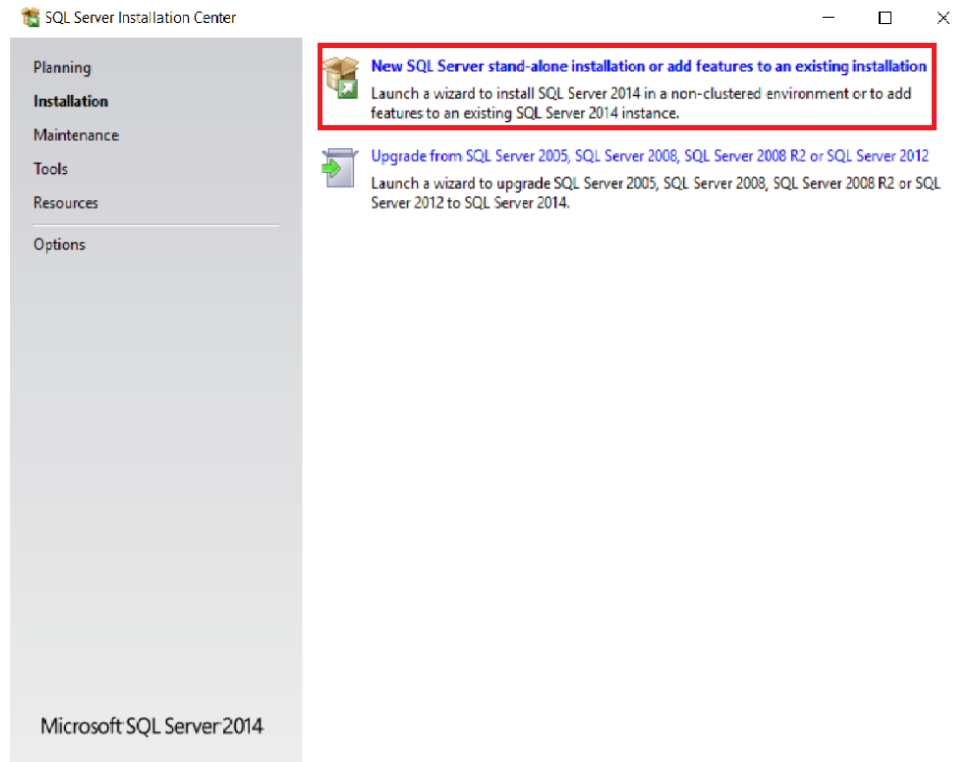 SQL Server Installation Center
Planning
Installation
Maintenance
Tools
Resources
Options
New SQL Server stand-alone installation or add features to an existing installation
Launch a wizard to install SQL Server 2014 in a non-clustered environment or to add
features to an existing SQL Server 2014 instance.
Upgrade from SQL Server 2005, SQL Server 2008, SQL Server 2008 R2 or SQL Server 2012
Launch a wizard to upgrade SQL Server 2005, SQL Server 2008, SQL Server 2008 R2 or SQL
Server 2012 to SQL Server 2014.
Microsoft SQL Server 2014